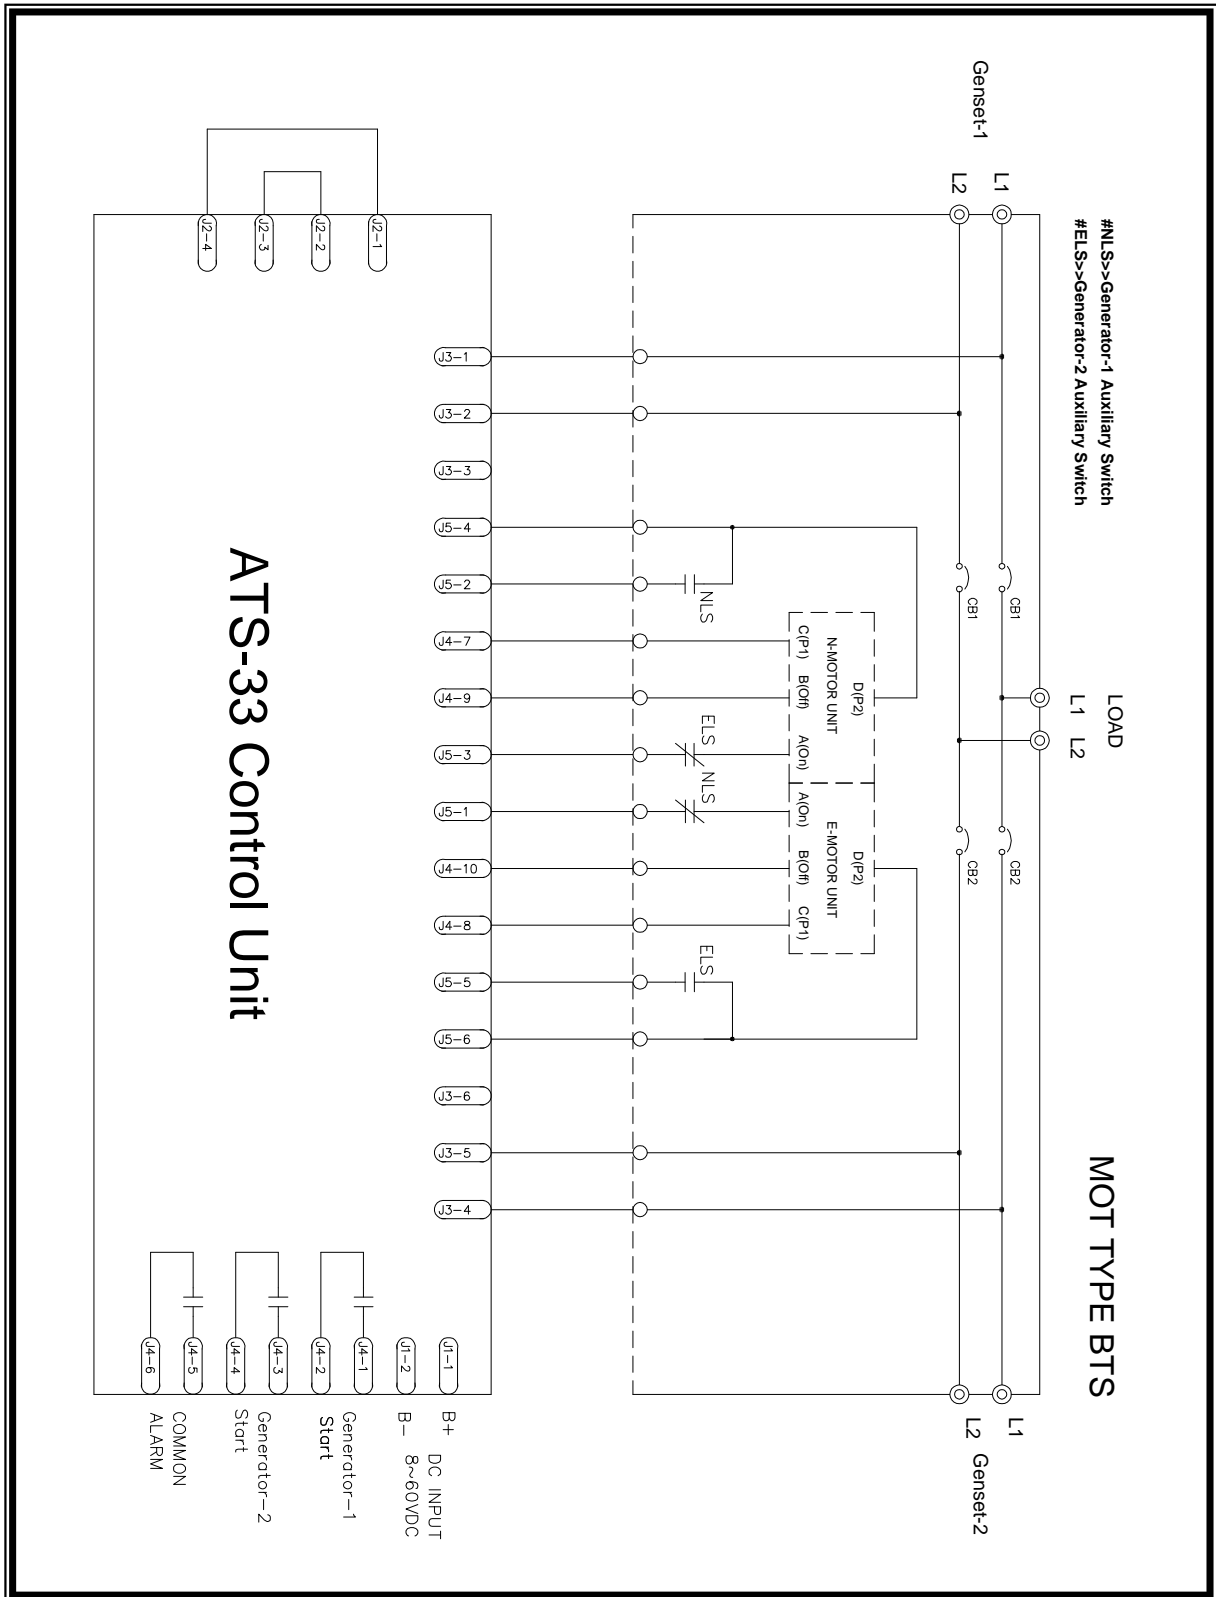 MOT TYPE BTS
LOAD
L1 L2
#NLS>>Generator-1 Auxiliary Switch
#ELS>>Generator-2 Auxiliary Switch
Genset-1
L1
L2
L1
L2
Genset-2
CB1
CB1
CB2
CB2
D(P2)
N-MOTOR UNIT
C(P1) B(Off) A(On)
D(P2)
E-MOTOR UNIT
A(On) B(Off) C(P1)
NLS
ELS
NLS
ELS
J3-1
J3-2
J3-3
J5-4
J5-2
J4-7
J4-9
J5-3
J5-1
J4-10
J4-8
J5-5
J5-6
J3-6
J3-5
J3-4
J2-1
J2-2
J2-3
J2-4
ATS-33 Control Unit
J1-1
B+
DC INPUT
J1-2
B-
8~60VDC
J4-1
Generator-1
J4-2
Start
J4-3
Generator-2
J4-4
Start
J4-5
COMMON
J4-6
ALARM